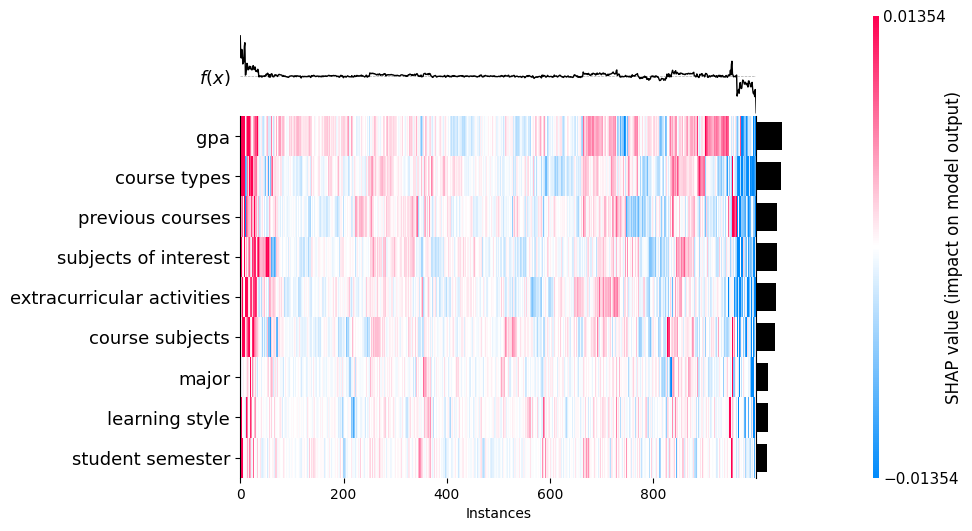 0.01354
f(x)
gpa
course types
previous courses
subjects of interest
extracurricular activities
course subjects
major
learning style
student semester
0 200 400 600 800
Instances
−0.01354
SHAP value (impact on model output)